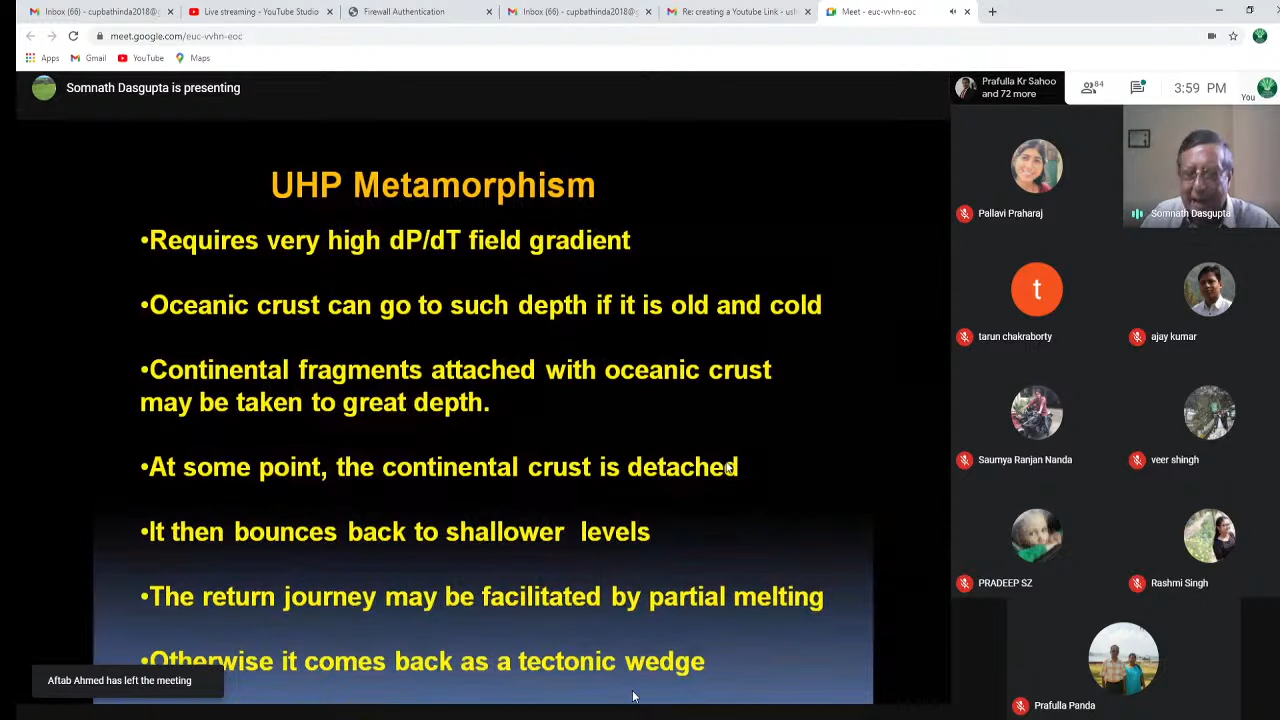 Inbox (66) - cupbathinda2018@g
Live streaming - YouTube Studio
Firewall Authentication
Inbox (66) - cupbathinda2018@g
Re: creating a Youtube Link - ush
Meet - euc-vvhn-eoc
meet.google.com/euc-vvhn-eoc
Apps
Gmail
YouTube
Maps
Somnath Dasgupta is presenting
Prafulla Kr Sahoo
and 72 more
84
3:59 PM
You
UHP Metamorphism
•Requires very high dP/dT field gradient
•Oceanic crust can go to such depth if it is old and cold
•Continental fragments attached with oceanic crust
may be taken to great depth.
•At some point, the continental crust is detached
•It then bounces back to shallower levels
•The return journey may be facilitated by partial melting
•Otherwise it comes back as a tectonic wedge
Aftab Ahmed has left the meeting
Pallavi Praharaj
Somnath Dasgupta
t
tarun chakraborty
ajay kumar
Saumya Ranjan Nanda
veer shingh
PRADEEP SZ
Rashmi Singh
Prafulla Panda